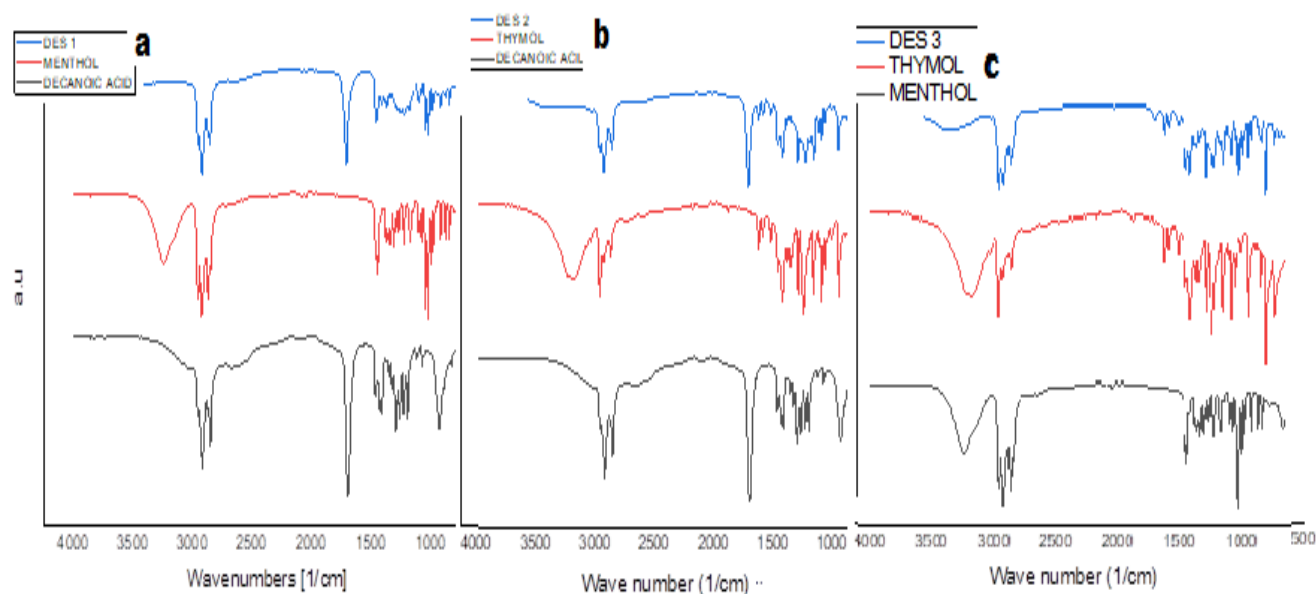 DES 1
MENTHOL
DECANOIC ACID
a
DES 2
THYMOL
DECANOIC ACIL
b
DES 3
THYMOL
MENTHOL
c
a.u
4000 3500 3000 2500 2000 1500 1000
Wavenumbers [1/cm]
4000 3500 3000 2500 2000 1500 1000
Wave number (1/cm) ..
4000 3500 3000 2500 2000 1500 1000 500
Wave number (1/cm)